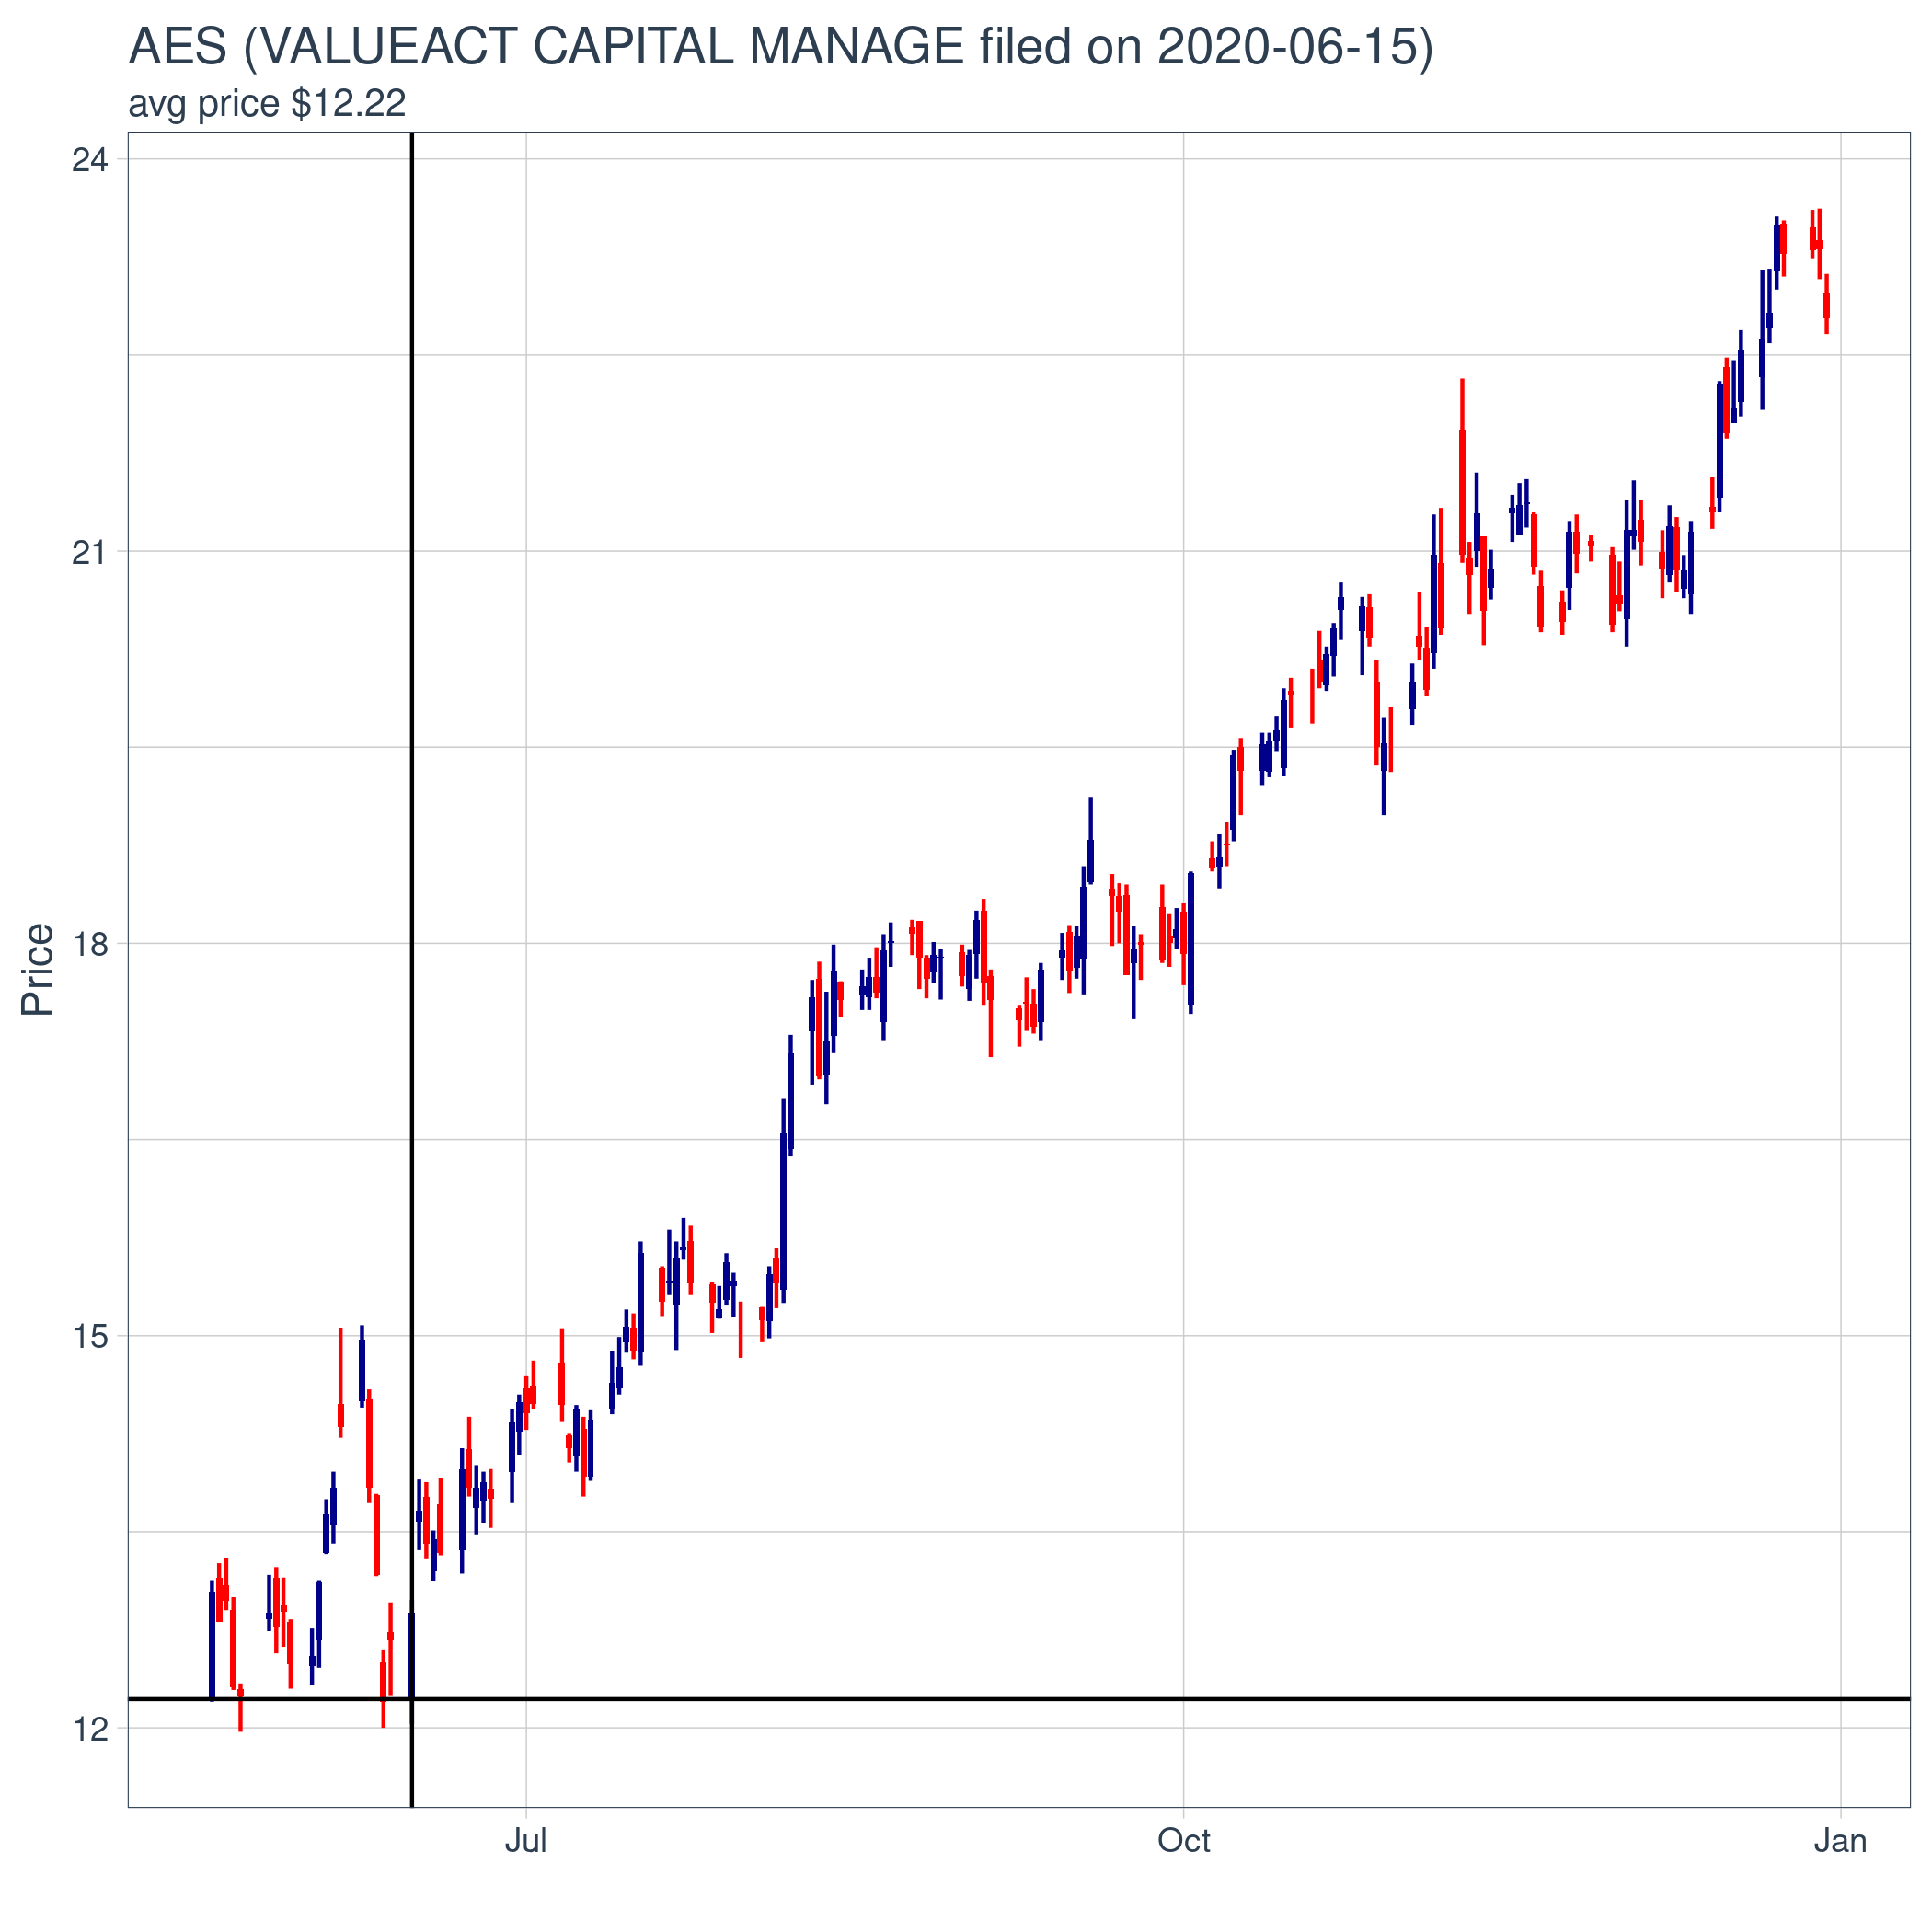 AES (VALUEACT CAPITAL MANAGE filed on 2020-06-15)
avg price $12.22
24
21
18
15
12
Price
Jul
Oct
Jan